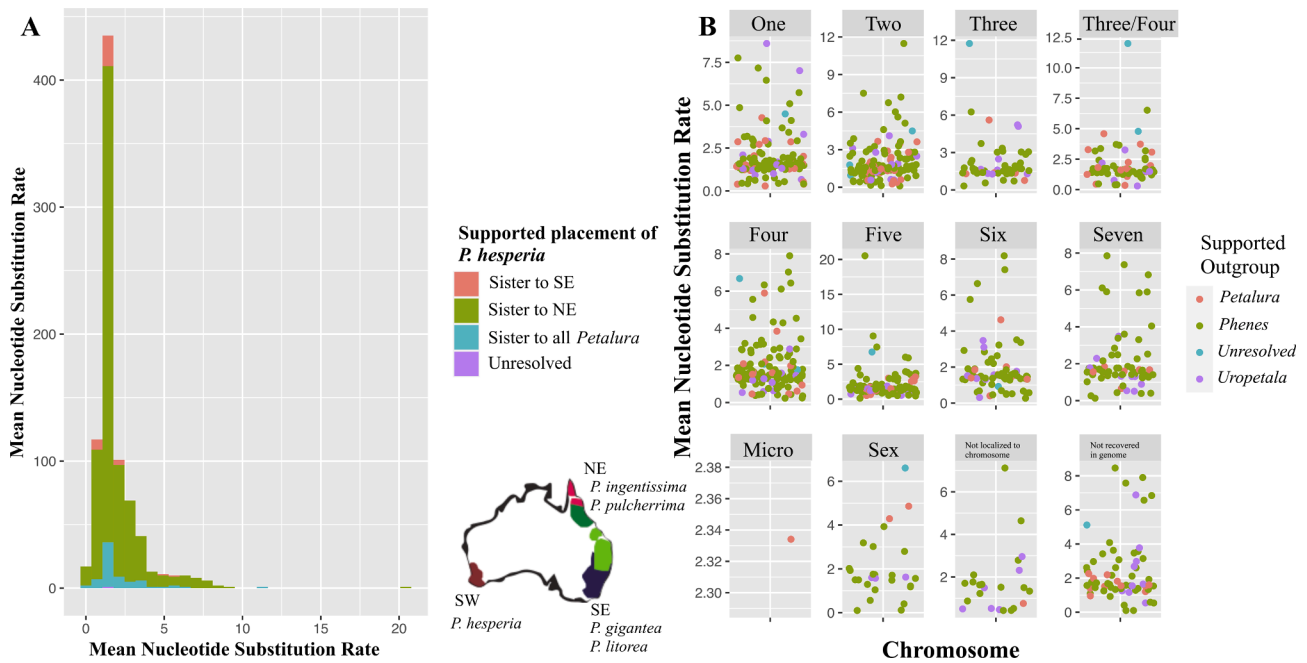 A
Mean Nucleotide Substitution Rate
400
300
200
100
0
0
5
10
15
20
Mean Nucleotide Substitution Rate
Supported placement of
P. hesperia
Sister to SE
Sister to NE
Sister to all Petalura
Unresolved
NE
P. ingentissima
P. pulcherrima
SW
P. hesperia
SE
P. gigantea
P. litorea
B
Mean Nucleotide Substitution Rate
One
7.5
5.0
2.5
0.0
Two
12
9
6
3
0
Three
12
9
6
3
0
Three/Four
12.5
10.0
7.5
5.0
2.5
0.0
Four
8
6
4
2
0
Five
20
15
10
5
0
Six
8
6
4
2
0
Seven
8
6
4
2
0
Micro
2.38
2.36
2.34
2.32
2.30
Sex
6
4
2
0
Not localized to
chromosome
6
4
2
0
Not recovered
in genome
8
6
4
2
0
Chromosome
Supported
Outgroup
Petalura
Phenes
Unresolved
Uropetala